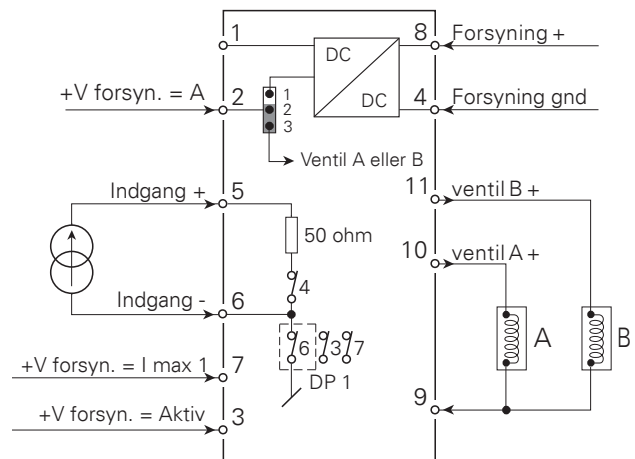 1
DC
DC
8
Forsyning +
+V forsyn. = A
2
1
2
3
4
Forsyning gnd
Ventil A eller B
Indgang +
5
50 ohm
11
ventil B +
10
ventil A +
4
Indgang -
6
6
3
7
DP 1
A
B
+V forsyn. = I max 1
7
+V forsyn. = Aktiv
3
9